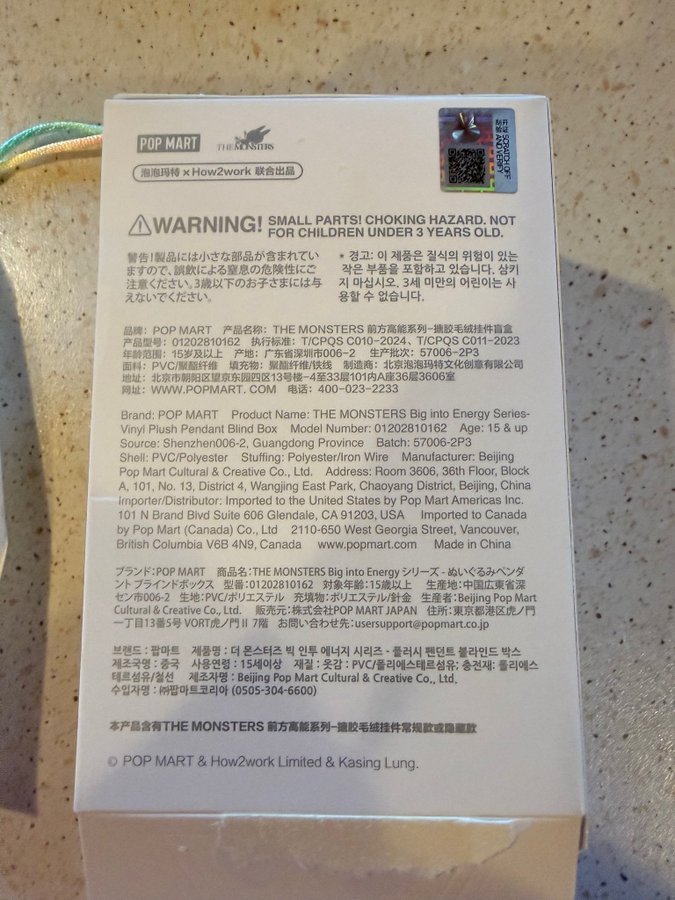 POP MART THE MONSTERS
泡泡玛特 × How2work 联合出品
刮开涂层 验证真伪 SCRATCH OFF AND VERIFY
⚠WARNING! SMALL PARTS! CHOKING HAZARD. NOT
FOR CHILDREN UNDER 3 YEARS OLD.
警告!製品には小さな部品が含まれてい
ますので、誤飲による窒息の危険性にご
注意ください。3歳以下のお子さまには与
えないでください。
* 경고: 이 제품은 질식의 위험이 있는
작은 부품을 포함하고 있습니다. 삼키
지 마십시오. 3세 미만의 어린이는 사
용할 수 없습니다.
品牌：POP MART 产品名称：THE MONSTERS 前方高能系列-搪胶毛绒挂件盲盒
产品型号：01202810162 执行标准：T/CPQS C010-2024、T/CPQS C011-2023
年龄范围：15岁及以上 产地：广东省深圳市006-2 生产批次：57006-2P3
面料：PVC/聚酯纤维 填充物：聚酯纤维/铁线 制造商：北京泡泡玛特文化创意有限公司
地址：北京市朝阳区望京东园四区13号楼-4至33层101内A座36层3606室
网址：WWW.POPMART.COM 电话：400-023-2233
Brand: POP MART Product Name: THE MONSTERS Big into Energy Series-
Vinyl Plush Pendant Blind Box Model Number: 01202810162 Age: 15 & up
Source: Shenzhen006-2, Guangdong Province Batch: 57006-2P3
Shell: PVC/Polyester Stuffing: Polyester/Iron Wire Manufacturer: Beijing
Pop Mart Cultural & Creative Co., Ltd. Address: Room 3606, 36th Floor, Block
A, 101, No. 13, District 4, Wangjing East Park, Chaoyang District, Beijing, China
Importer/Distributor: Imported to the United States by Pop Mart Americas Inc.
101 N Brand Blvd Suite 606 Glendale, CA 91203, USA Imported to Canada
by Pop Mart (Canada) Co., Ltd 2110-650 West Georgia Street, Vancouver,
British Columbia V6B 4N9, Canada www.popmart.com Made in China
ブランド：POP MART 商品名：THE MONSTERS Big into Energy シリーズ - ぬいぐるみペンダ
ント ブラインドボックス 型番：01202810162 対象年齢：15歳以上 生産地：中国広東省深
セン市006-2 生地：PVC/ポリエステル 充填物：ポリエステル/針金 生産者：Beijing Pop Mart
Cultural & Creative Co., Ltd. 販売元：株式会社POP MART JAPAN 住所：東京都港区虎ノ門
一丁目13番5号 VORT虎ノ門Ⅱ 7階 お問い合わせ先：usersupport@popmart.co.jp
브랜드 : 팝마트 제품명 : 더 몬스터즈 빅 인투 에너지 시리즈 - 플러시 펜던트 블라인드 박스
제조국명 : 중국 사용연령 : 15세이상 재질 : 옷감 : PVC/폴리에스테르섬유; 충전재: 폴리에스
테르섬유/철선 제조자명 : Beijing Pop Mart Cultural & Creative Co., Ltd.
수입자명 : ㈜팝마트코리아 (0505-304-6600)
本产品含有THE MONSTERS 前方高能系列-搪胶毛绒挂件常规款或隐藏款
© POP MART & How2work Limited & Kasing Lung.